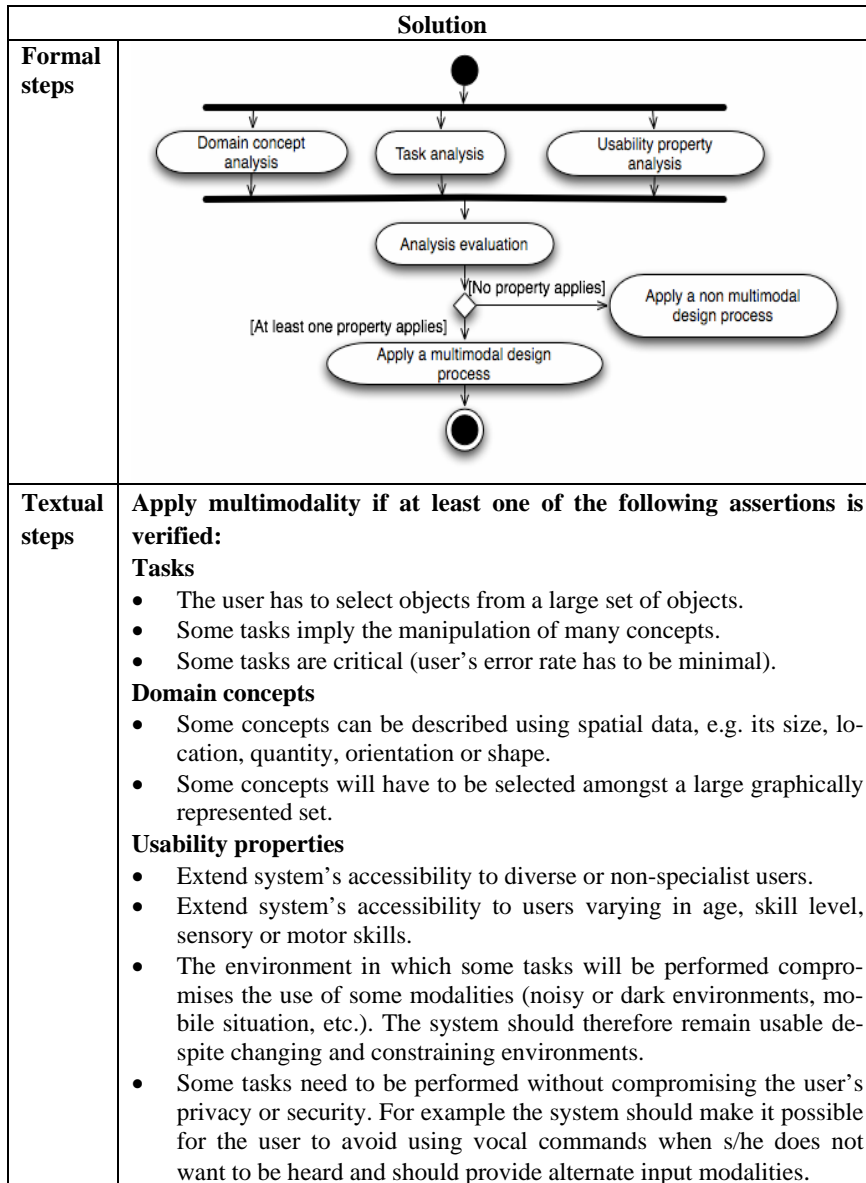 Solution
Formal
steps
Domain concept
analysis
Task analysis
Usability property
analysis
Analysis evaluation
[No property applies]
Apply a non multimodal
design process
[At least one property applies]
Apply a multimodal design
process
Textual
steps
Apply multimodality if at least one of the following assertions is
verified:
Tasks
• The user has to select objects from a large set of objects.
• Some tasks imply the manipulation of many concepts.
• Some tasks are critical (user’s error rate has to be minimal).
Domain concepts
• Some concepts can be described using spatial data, e.g. its size, lo-
cation, quantity, orientation or shape.
• Some concepts will have to be selected amongst a large graphically
represented set.
Usability properties
• Extend system’s accessibility to diverse or non-specialist users.
• Extend system’s accessibility to users varying in age, skill level,
sensory or motor skills.
• The environment in which some tasks will be performed compro-
mises the use of some modalities (noisy or dark environments, mo-
bile situation, etc.). The system should therefore remain usable de-
spite changing and constraining environments.
• Some tasks need to be performed without compromising the user’s
privacy or security. For example the system should make it possible
for the user to avoid using vocal commands when s/he does not
want to be heard and should provide alternate input modalities.